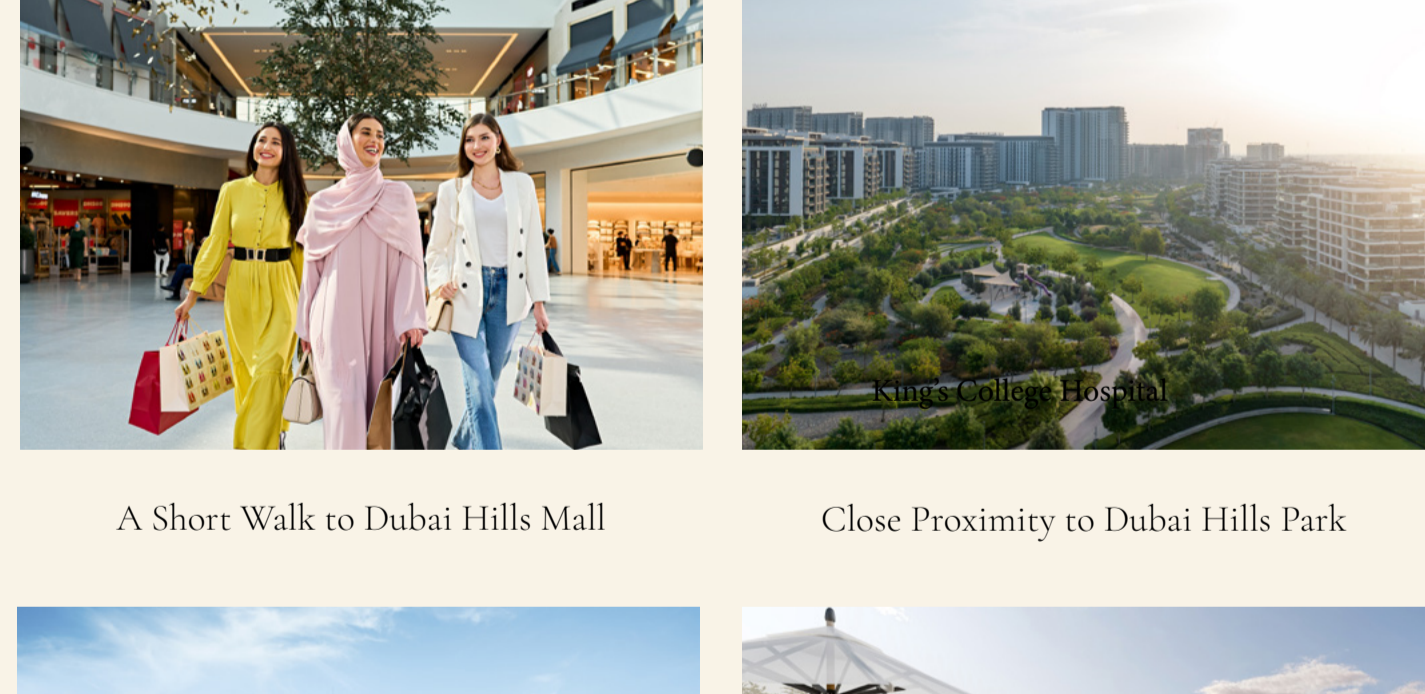 King's College Hospital
A Short Walk to Dubai Hills Mall
Close Proximity to Dubai Hills Park